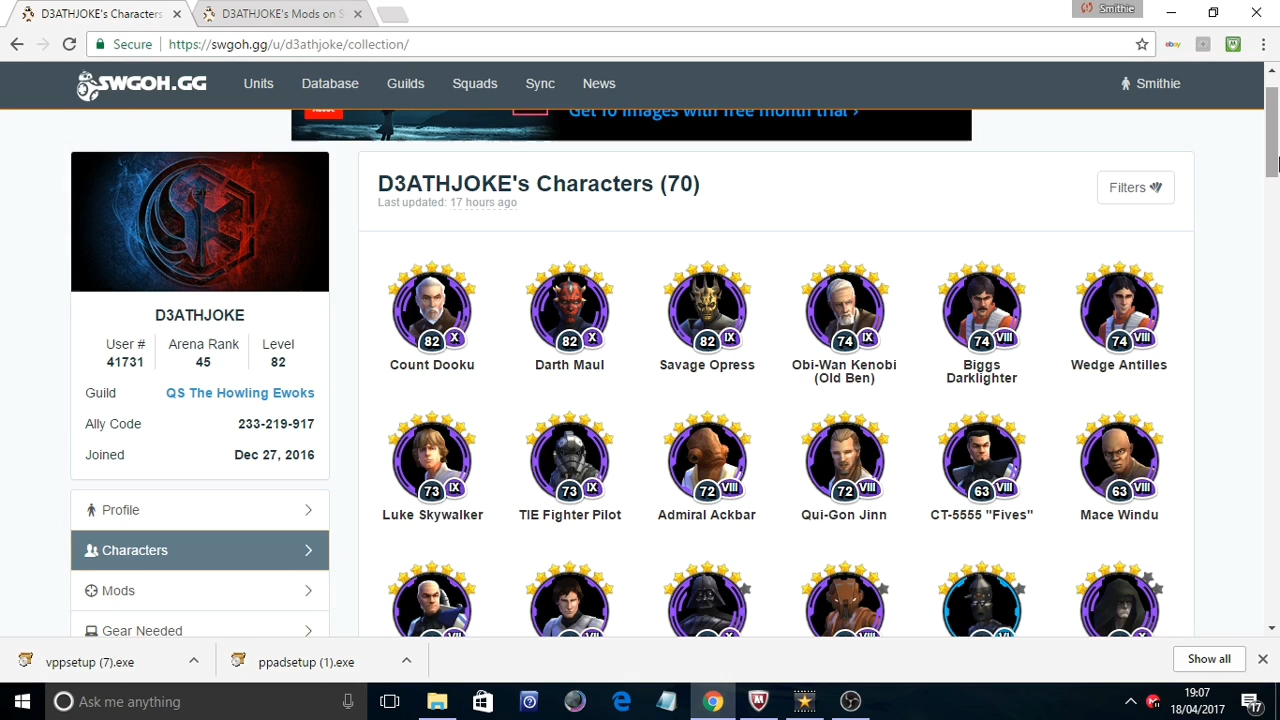 D3ATHJOKE's Characters
D3ATHJOKE's Mods on S
Smithie
Secure
https://swgoh.gg/u/d3athjoke/collection/
ebay
SWGOH.GG
Units
Database
Guilds
Squads
Sync
News
Smithie
Get 10 images with free month trial ›
D3ATHJOKE
User #
Arena Rank
Level
41731
45
82
Guild
QS The Howling Ewoks
Ally Code
233-219-917
Joined
Dec 27, 2016
Profile
Characters
Mods
Gear Needed
D3ATHJOKE's Characters (70)
Last updated: 17 hours ago
Filters
82 X
82 X
82 IX
74 IX
74 VIII
74 VIII
Count Dooku
Darth Maul
Savage Opress
Obi-Wan Kenobi
(Old Ben)
Biggs
Darklighter
Wedge Antilles
73 IX
73 IX
72 VIII
72 VIII
63 VIII
63 VIII
Luke Skywalker
TIE Fighter Pilot
Admiral Ackbar
Qui-Gon Jinn
CT-5555 "Fives"
Mace Windu
vppsetup (7).exe
ppadsetup (1).exe
Show all
Ask me anything
19:07
18/04/2017
17